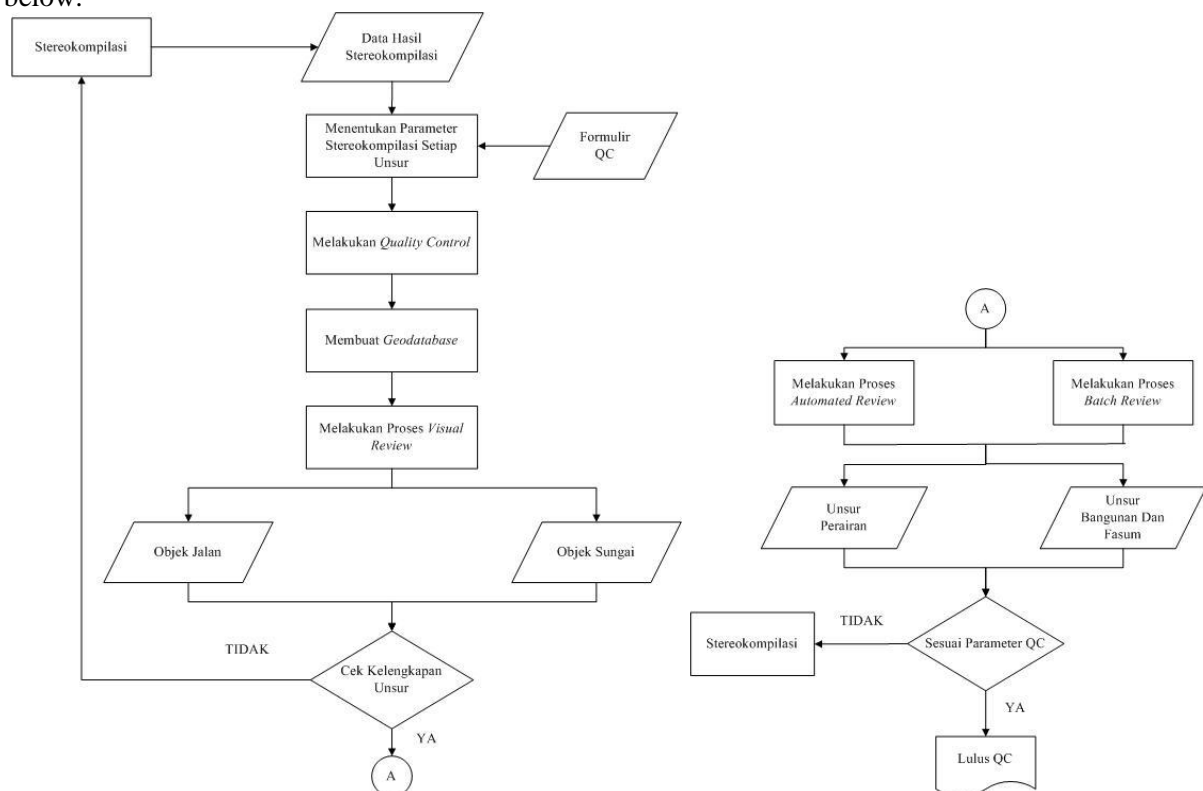 below.
Stereokompilasi
Data Hasil
Stereokompilasi
Menentukan Parameter
Stereokompilasi Setiap
Unsur
Formulir
QC
Melakukan Quality Control
Membuat Geodatabase
Melakukan Proses Visual
Review
Objek Jalan
Objek Sungai
TIDAK
Cek Kelengkapan
Unsur
YA
A
A
Melakukan Proses
Automated Review
Melakukan Proses
Batch Review
Unsur
Perairan
Unsur
Bangunan Dan
Fasum
Stereokompilasi
TIDAK
Sesuai Parameter QC
YA
Lulus QC